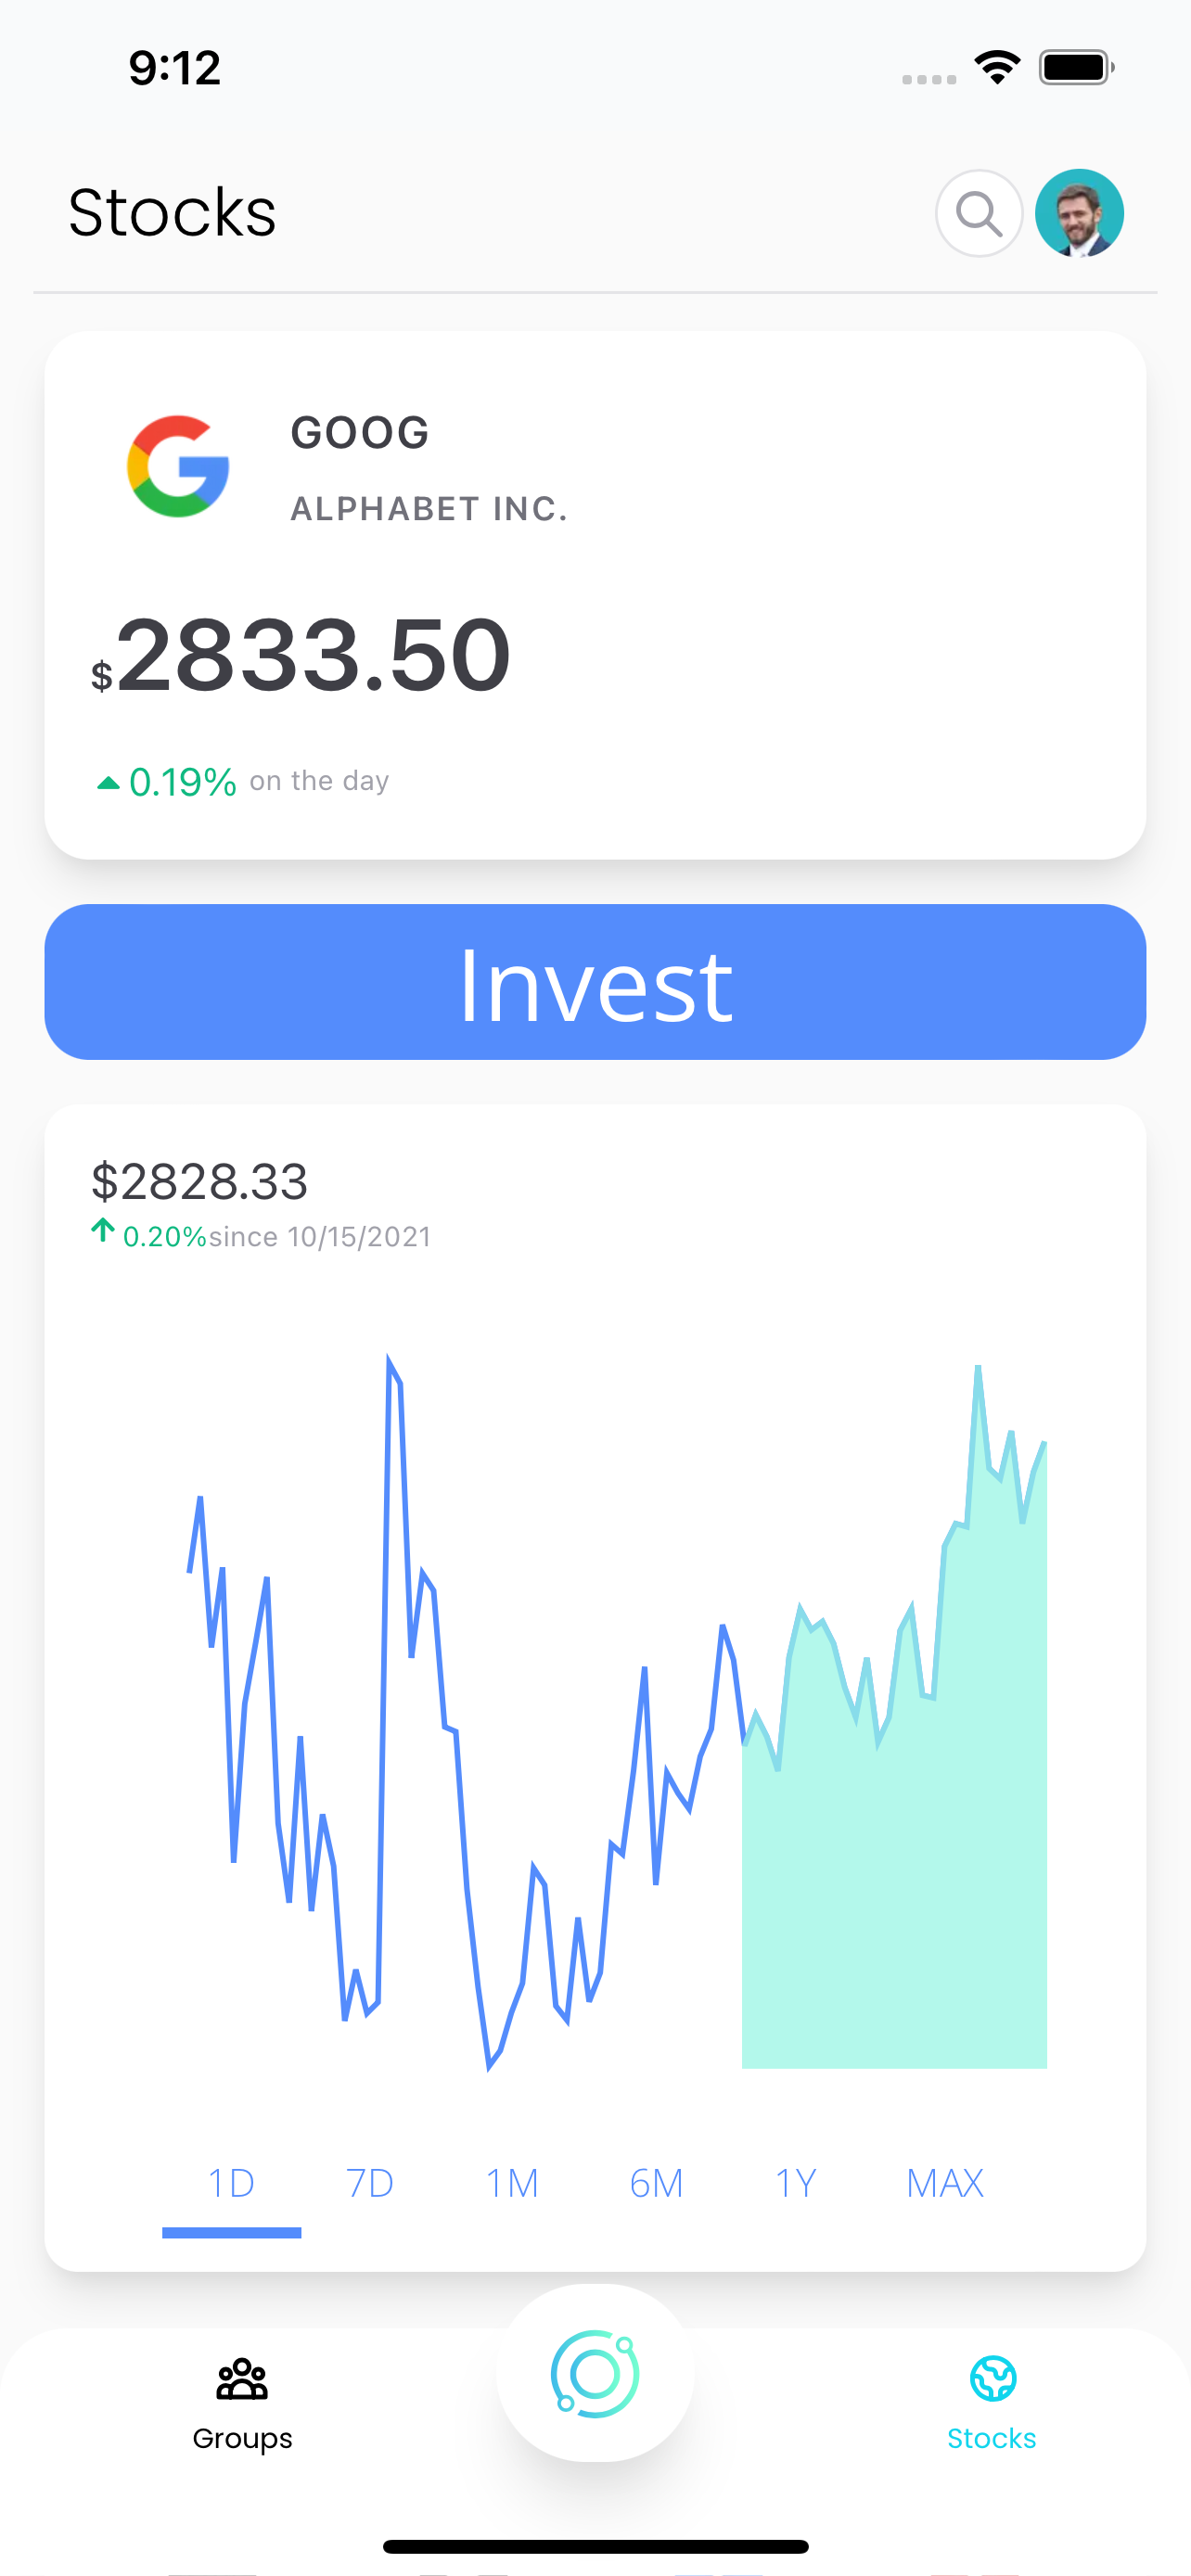 9:12
Stocks
GOOG
ALPHABET INC.
$2833.50
0.19% on the day
Invest
$2828.33
0.20%since 10/15/2021
1D 7D 1M 6M 1Y MAX
Groups Stocks